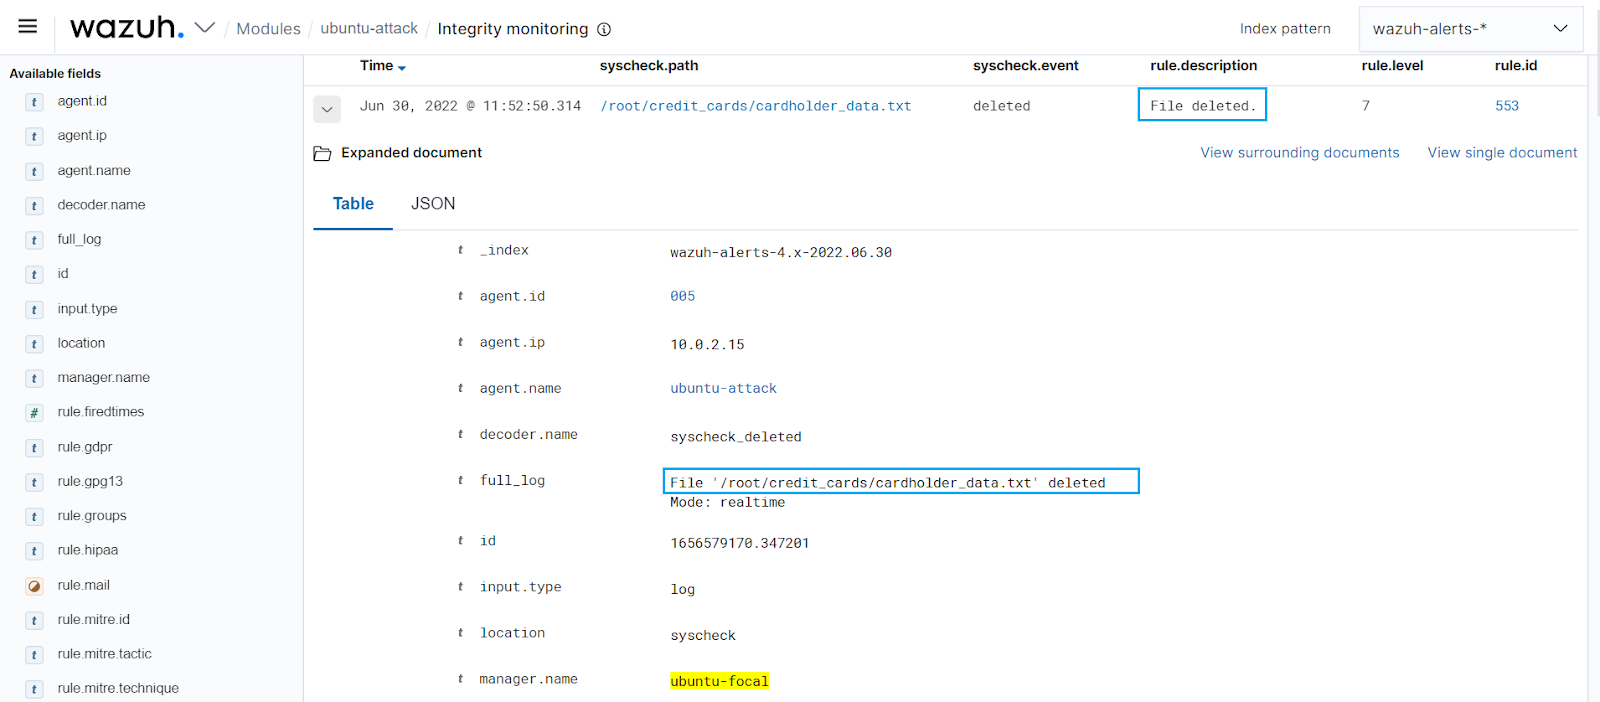 wazuh. / Modules / ubuntu-attack / Integrity monitoring Index pattern wazuh-alerts-*
Available fields
t agent.id
t agent.ip
t agent.name
t decoder.name
t full_log
t id
t input.type
t location
t manager.name
# rule.firedtimes
t rule.gdpr
t rule.gpg13
t rule.groups
t rule.hipaa
rule.mail
t rule.mitre.id
t rule.mitre.tactic
t rule.mitre.technique
Time syscheck.path syscheck.event rule.description rule.level rule.id
Jun 30, 2022 @ 11:52:50.314 /root/credit_cards/cardholder_data.txt deleted File deleted. 7 553
Expanded document View surrounding documents View single document
Table JSON
t _index wazuh-alerts-4.x-2022.06.30
t agent.id 005
t agent.ip 10.0.2.15
t agent.name ubuntu-attack
t decoder.name syscheck_deleted
t full_log File '/root/credit_cards/cardholder_data.txt' deleted
Mode: realtime
t id 1656579170.347201
t input.type log
t location syscheck
t manager.name ubuntu-focal